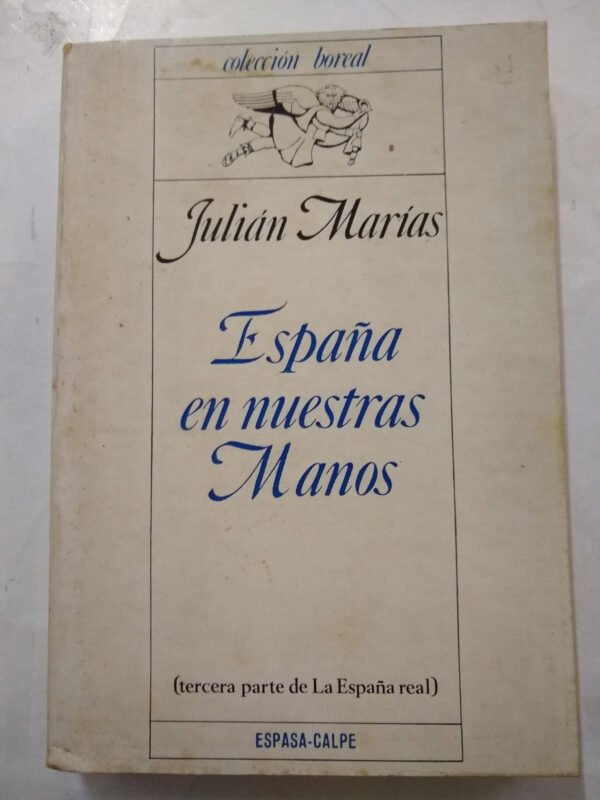 colección boreal
Julián Marías
España
en nuestras
Manos
(tercera parte de La España real)
ESPASA-CALPE